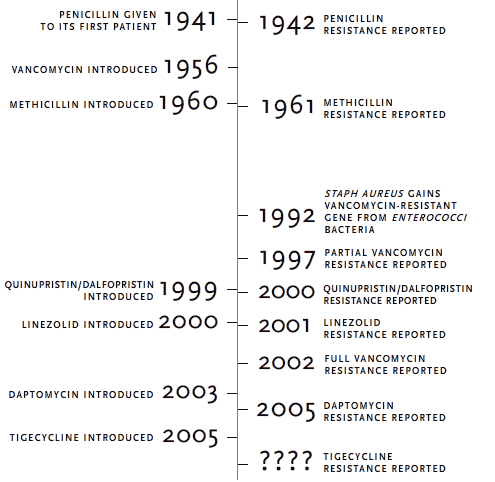 PENICILLIN GIVEN
TO ITS FIRST PATIENT 1941
1942 PENICILLIN
RESISTANCE REPORTED
VANCOMYCIN INTRODUCED 1956
METHICILLIN INTRODUCED 1960
1961 METHICILLIN
RESISTANCE REPORTED
1992 STAPH AUREUS GAINS
VANCOMYCIN-RESISTANT
GENE FROM ENTEROCOCCI
BACTERIA
1997 PARTIAL VANCOMYCIN
RESISTANCE REPORTED
QUINUPRISTIN/DALFOPRISTIN
INTRODUCED 1999
2000 QUINUPRISTIN/DALFOPRISTIN
RESISTANCE REPORTED
LINEZOLID INTRODUCED 2000
2001 LINEZOLID
RESISTANCE REPORTED
2002 FULL VANCOMYCIN
RESISTANCE REPORTED
DAPTOMYCIN INTRODUCED 2003
2005 DAPTOMYCIN
RESISTANCE REPORTED
TIGECYCLINE INTRODUCED 2005
???? TIGECYCLINE
RESISTANCE REPORTED